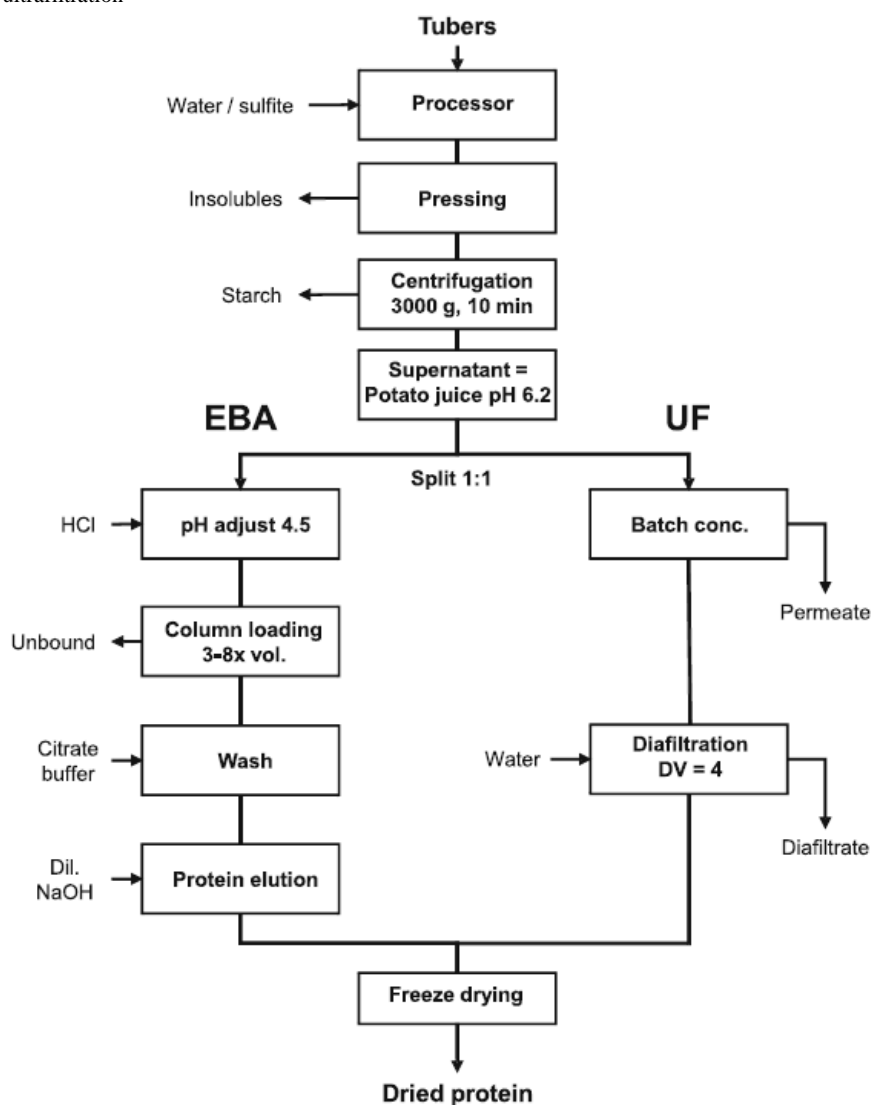 ultrafiltration
Tubers
Water / sulfite
Processor
Insolubles
Pressing
Starch
Centrifugation
3000 g, 10 min
Supernatant =
Potato juice pH 6.2
EBA
UF
Split 1:1
HCl
pH adjust 4.5
Batch conc.
Permeate
Unbound
Column loading
3-8x vol.
Citrate
buffer
Wash
Water
Diafiltration
DV = 4
Diafiltrate
Dil.
NaOH
Protein elution
Freeze drying
Dried protein